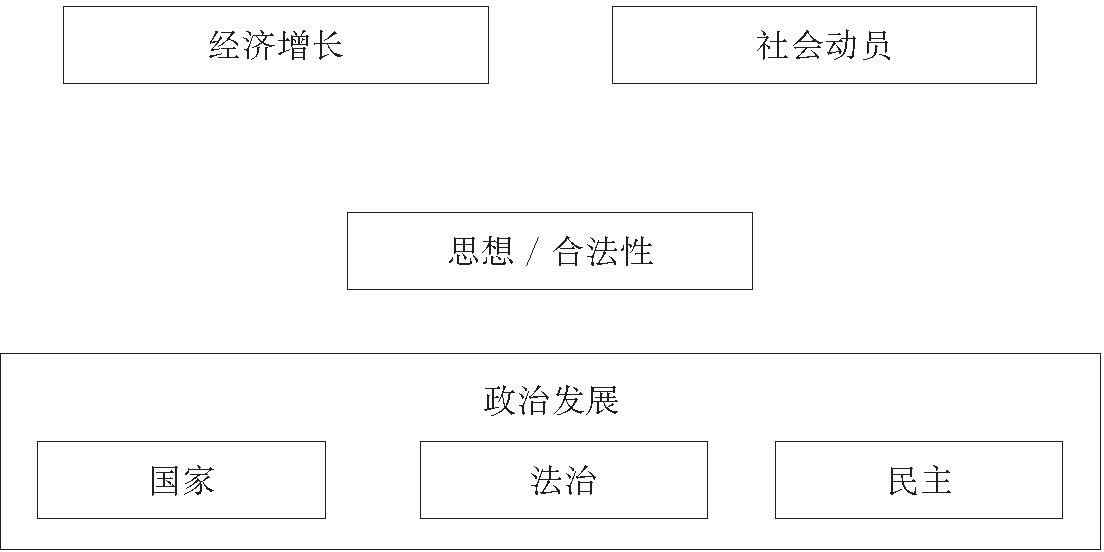 经济增长
社会动员
思想 / 合法性
政治发展
国家
法治
民主